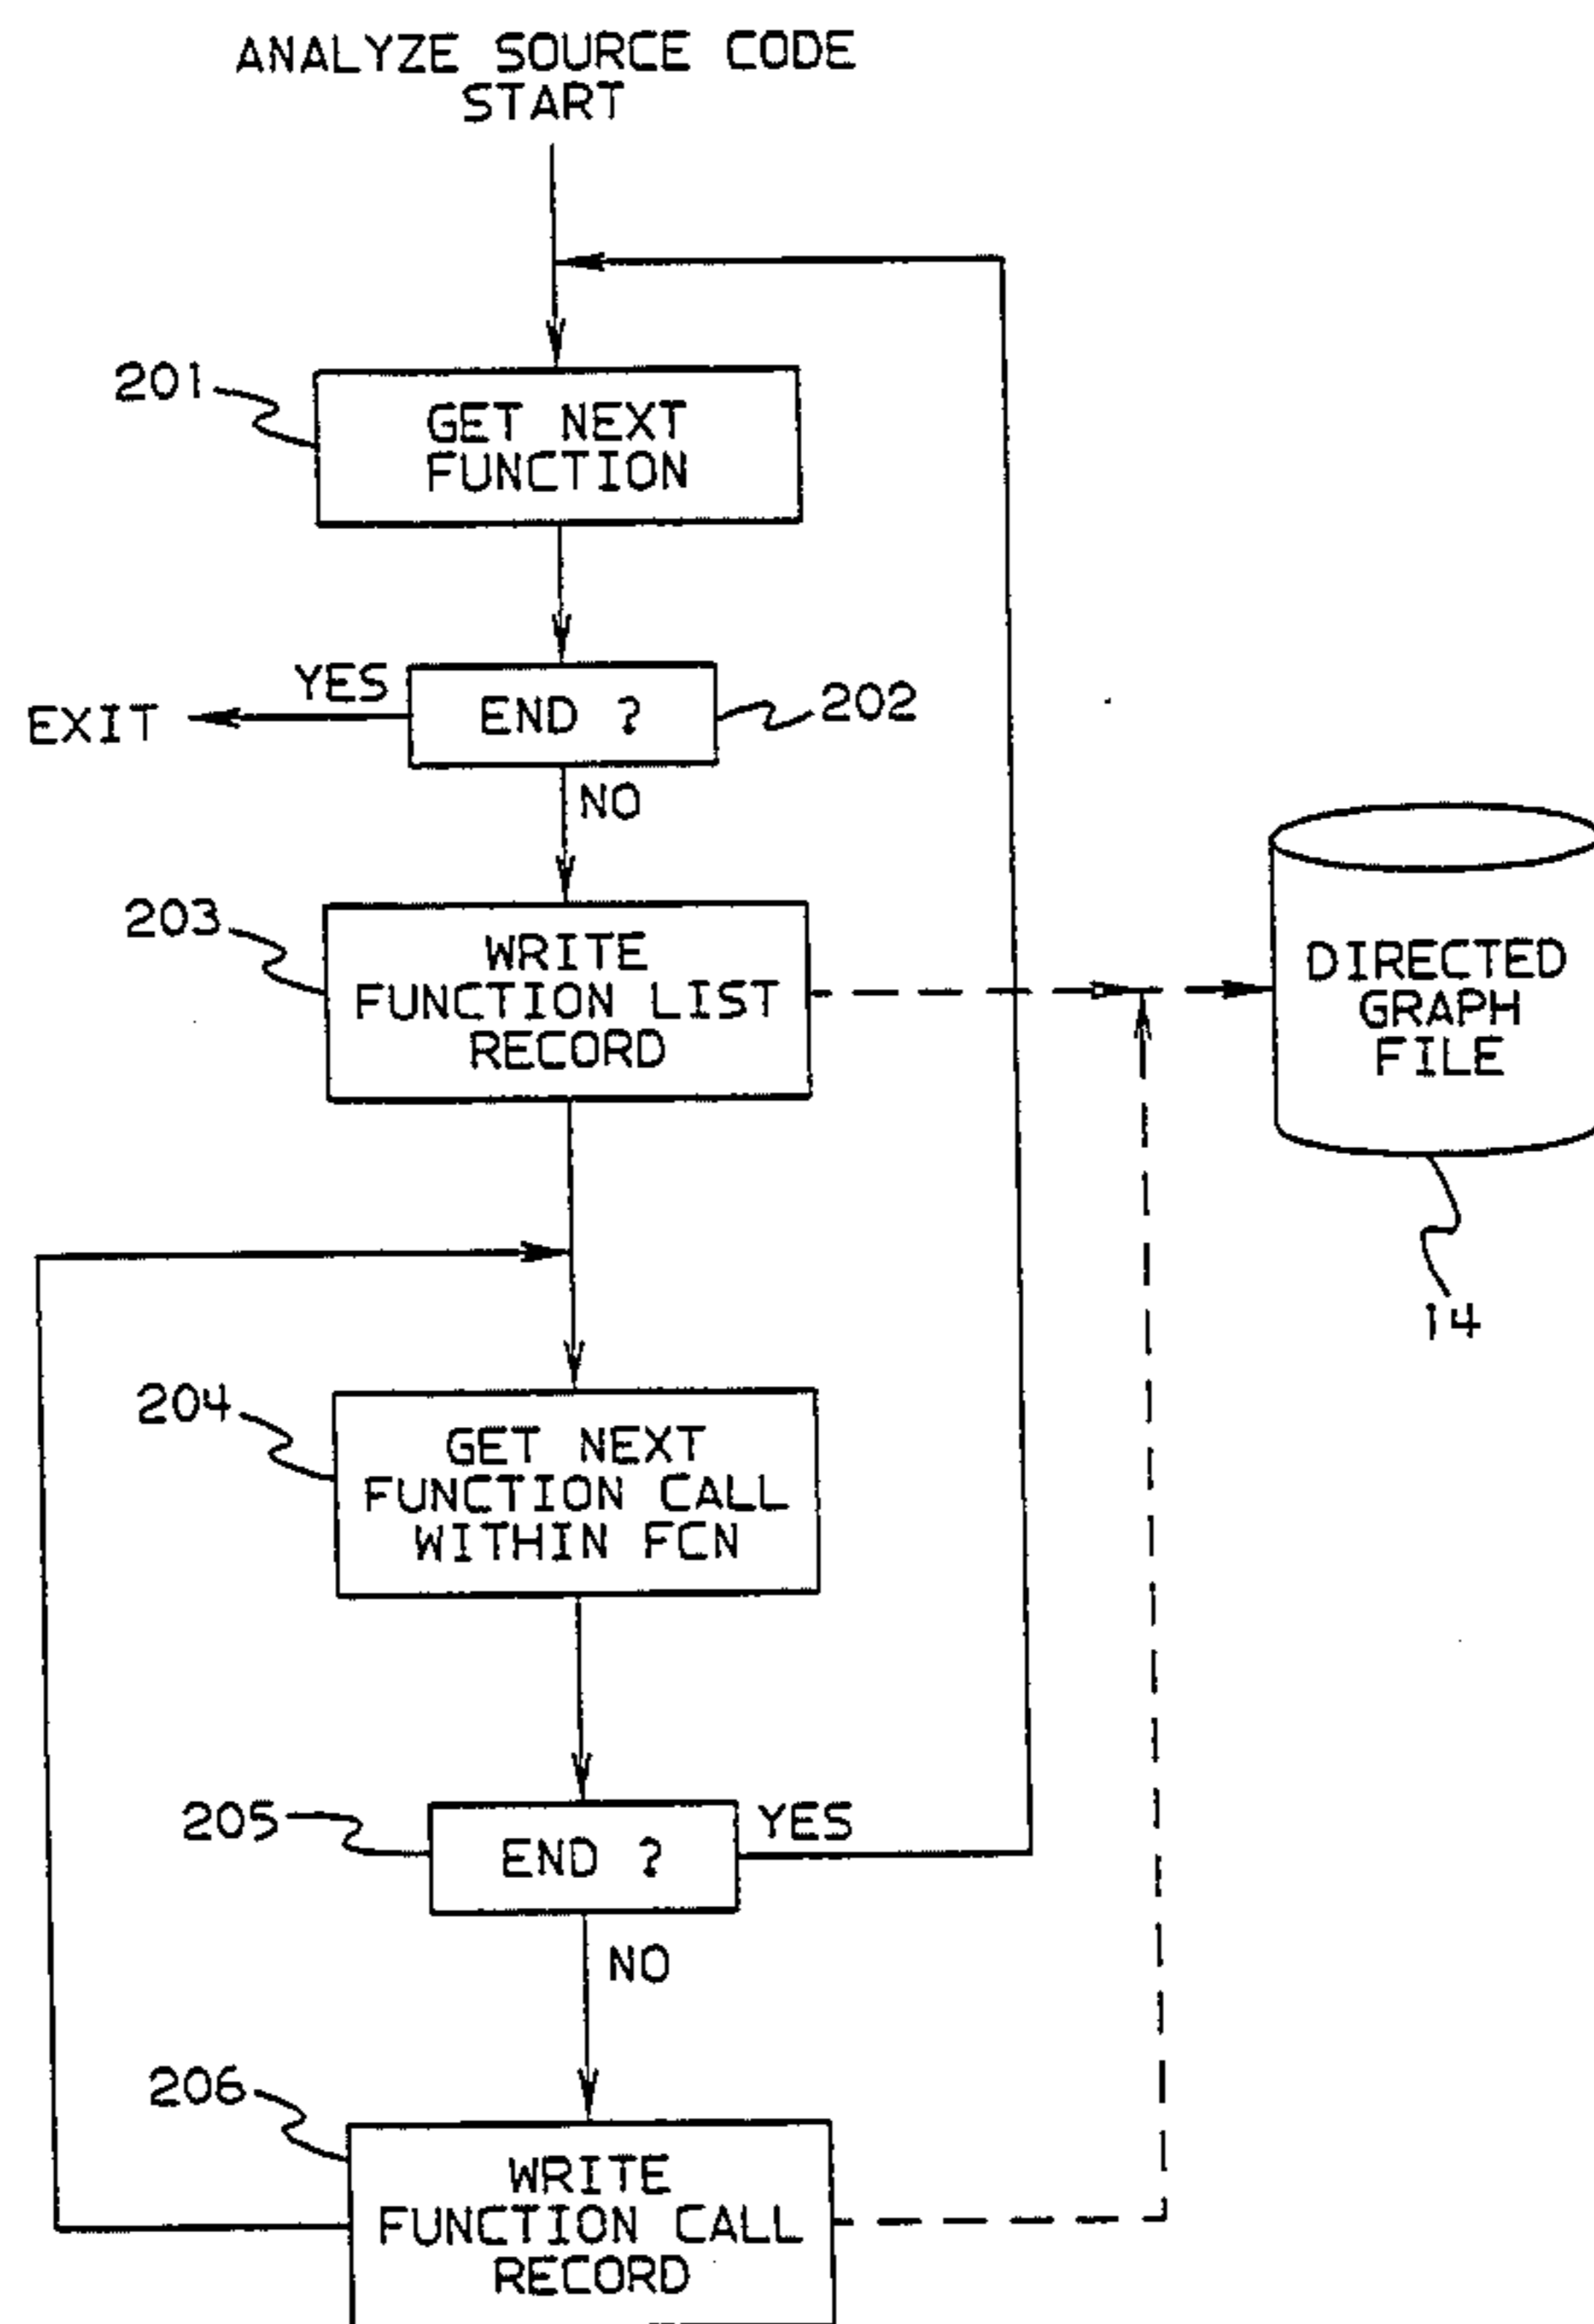 ANALYZE SOURCE CODE
START
201
GET NEXT
FUNCTION
YES
EXIT
END ?
202
NO
203
WRITE
FUNCTION LIST
RECORD
DIRECTED
GRAPH
FILE
14
204
GET NEXT
FUNCTION CALL
WITHIN FCN
205
END ?
YES
NO
206
WRITE
FUNCTION CALL
RECORD